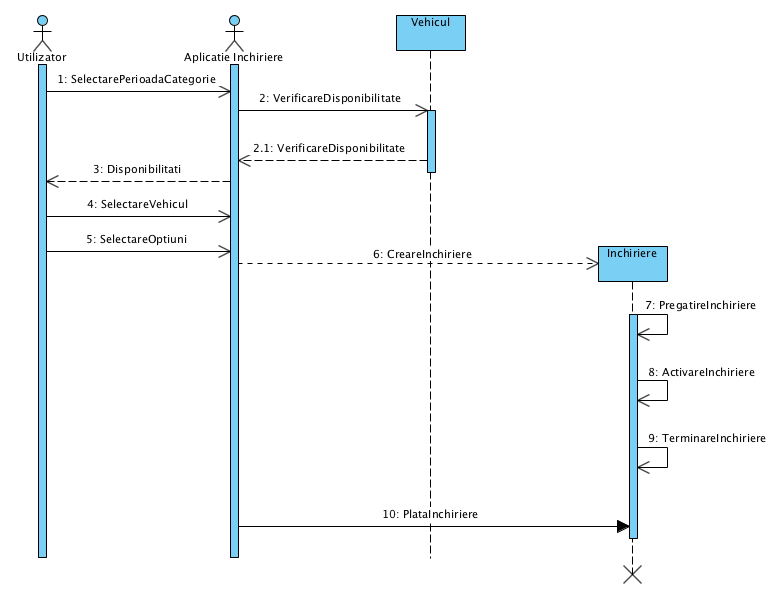 Vehicul
Utilizator
Aplicatie Inchiriere
1: SelectarePerioadaCategorie
2: VerificareDisponibilitate
2.1: VerificareDisponibilitate
3: Disponibilitati
4: SelectareVehicul
5: SelectareOptiuni
6: CreareInchiriere
Inchiriere
7: PregatireInchiriere
8: ActivareInchiriere
9: TerminareInchiriere
10: PlataInchiriere